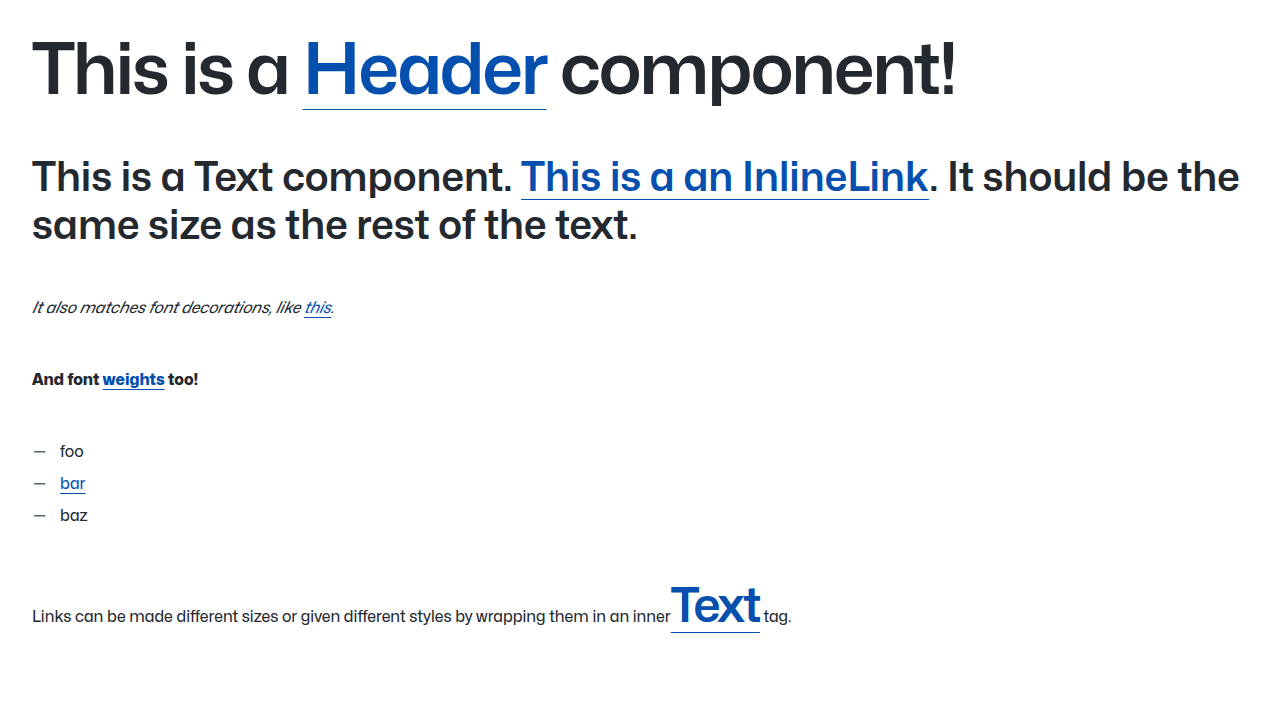 This is a Header component!
This is a Text component. This is a an InlineLink. It should be the
same size as the rest of the text.
It also matches font decorations, like this.
And font weights too!
— foo
— bar
— baz
Links can be made different sizes or given different styles by wrapping them in an inner Text tag.